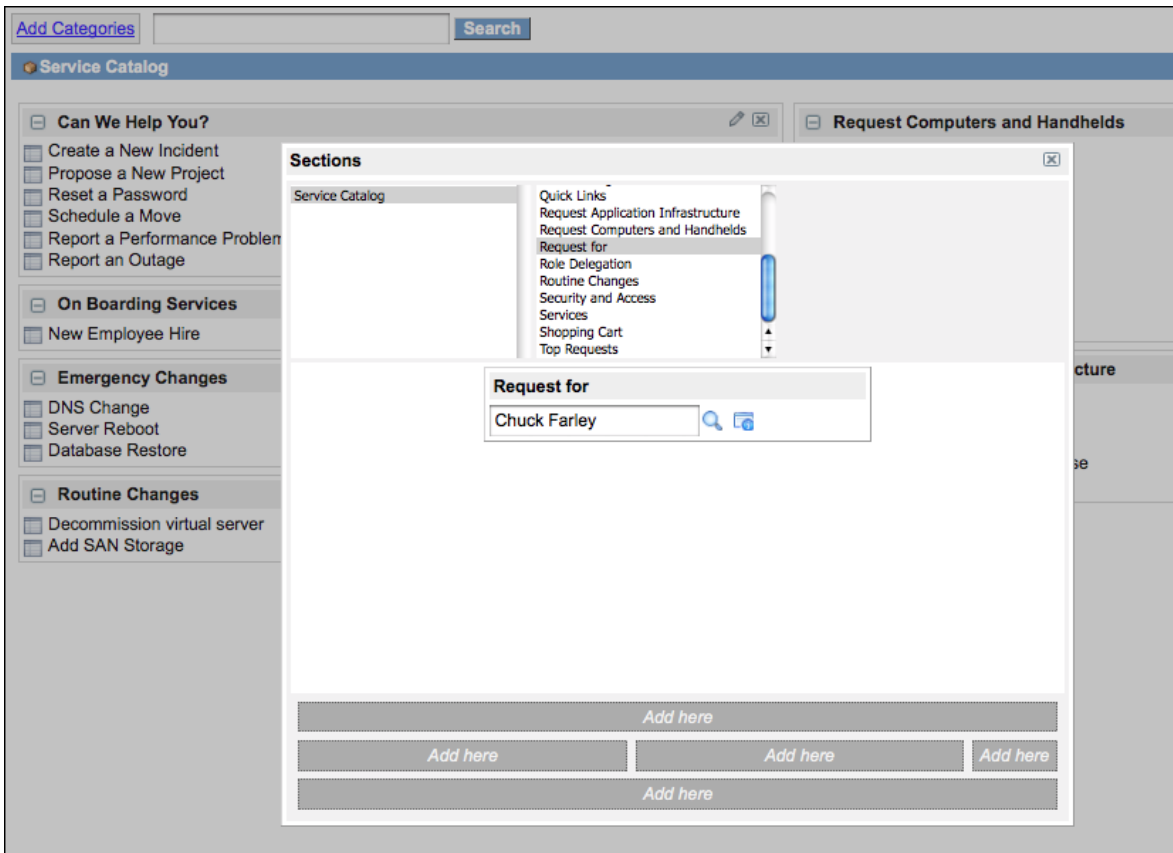 Add Categories
Search
Service Catalog
Can We Help You?
Create a New Incident
Propose a New Project
Reset a Password
Schedule a Move
Report a Performance Problem
Report an Outage
On Boarding Services
New Employee Hire
Emergency Changes
DNS Change
Server Reboot
Database Restore
Routine Changes
Decommission virtual server
Add SAN Storage
Request Computers and Handhelds
cture
se
Sections
Service Catalog
Quick Links
Request Application Infrastructure
Request Computers and Handhelds
Request for
Role Delegation
Routine Changes
Security and Access
Services
Shopping Cart
Top Requests
Request for
Chuck Farley
Add here
Add here Add here Add here
Add here